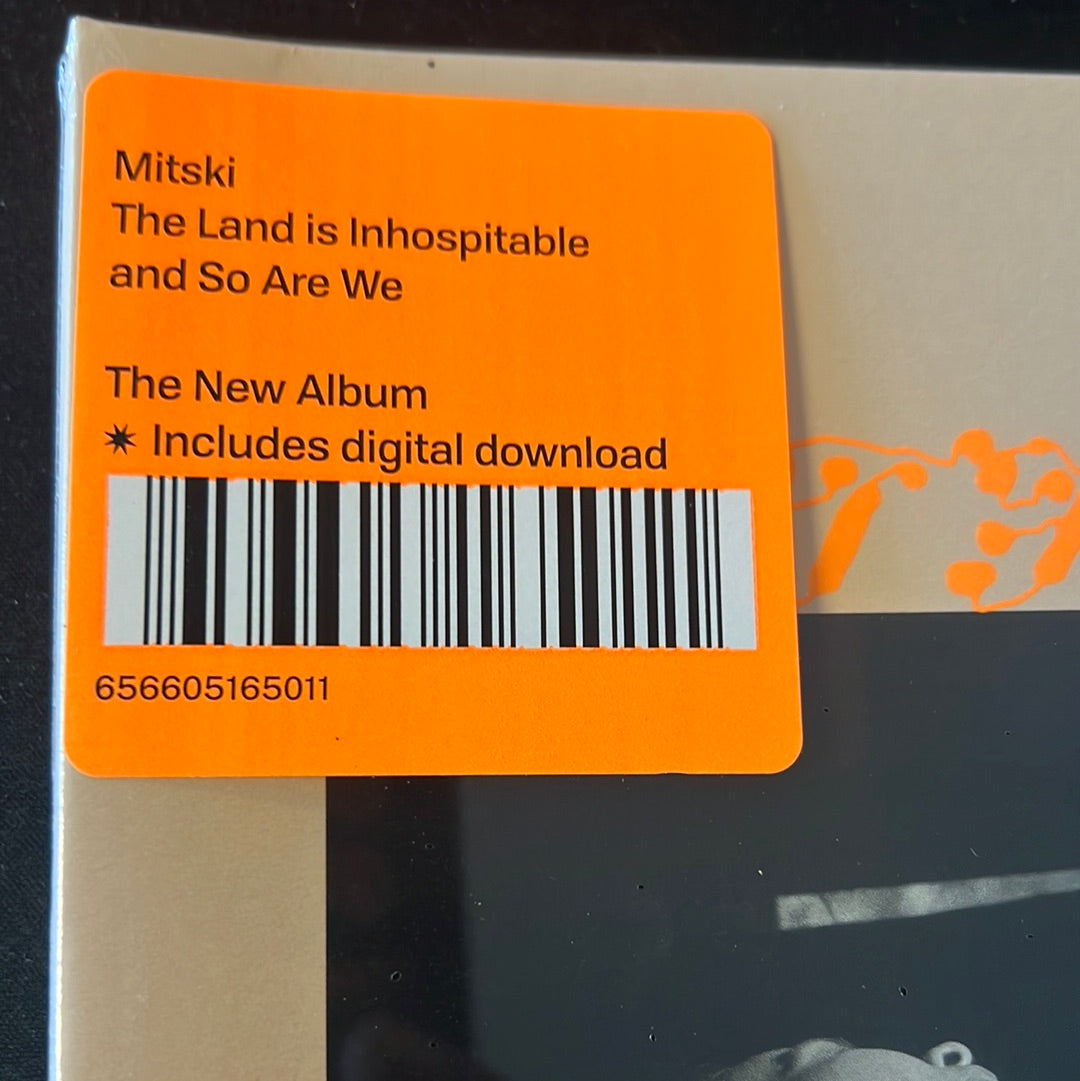 Mitski
The Land is Inhospitable
and So Are We
The New Album
✷ Includes digital download
656605165011